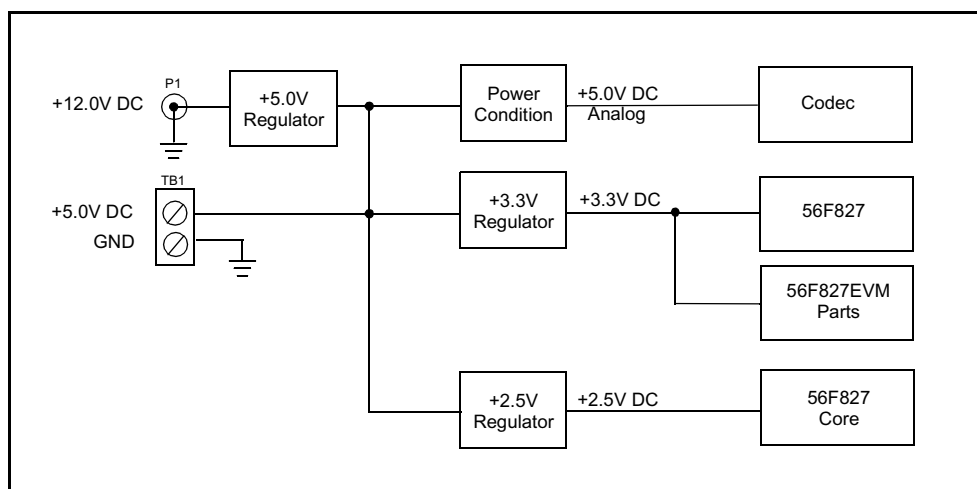 P1
+12.0V DC
+5.0V
Regulator
Power
Condition
+5.0V DC
Analog
Codec
TB1
+5.0V DC
GND
+3.3V
Regulator
+3.3V DC
56F827
56F827EVM
Parts
+2.5V
Regulator
+2.5V DC
56F827
Core